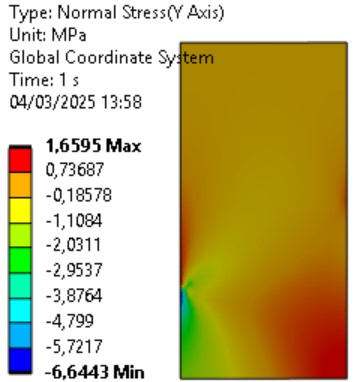 Type: Normal Stress(Y Axis)
Unit: MPa
Global Coordinate System
Time: 1 s
04/03/2025 13:58
1,6595 Max
0,73687
-0,18578
-1,1084
-2,0311
-2,9537
-3,8764
-4,799
-5,7217
-6,6443 Min